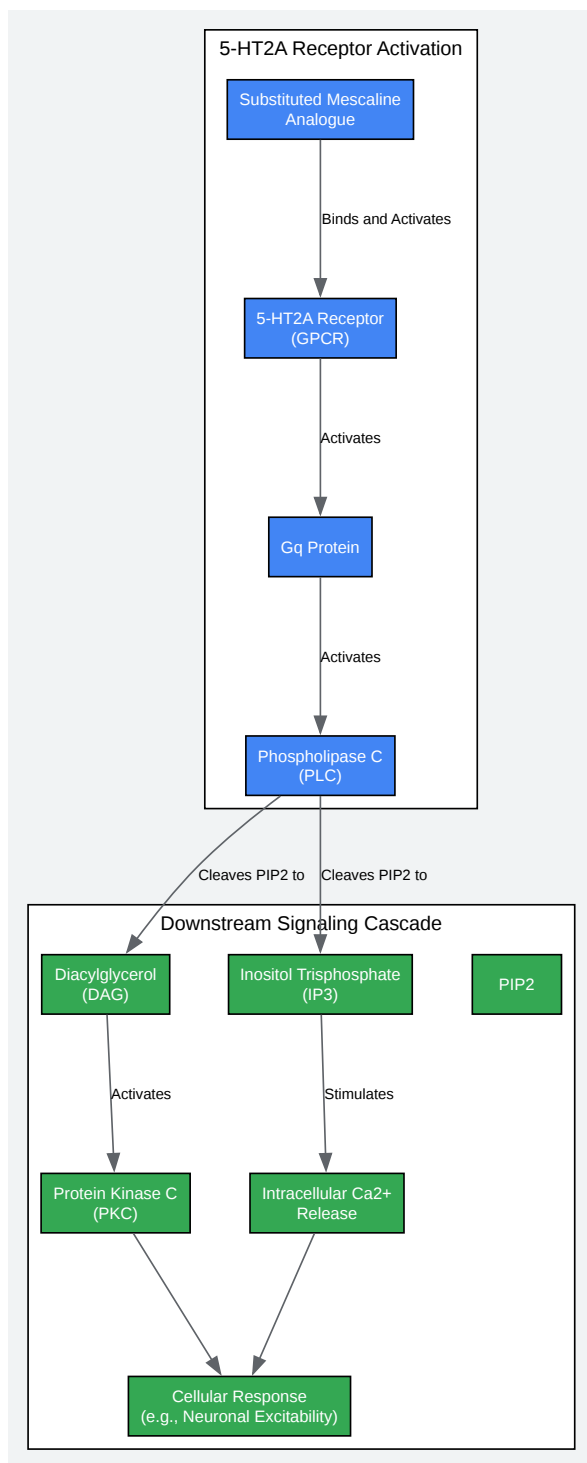 5-HT2A Receptor Activation
Substituted Mescaline
Analogue
Binds and Activates
5-HT2A Receptor
(GPCR)
Activates
Gq Protein
Activates
Phospholipase C
(PLC)
Cleaves PIP2 to
Cleaves PIP2 to
Downstream Signaling Cascade
Diacylglycerol
(DAG)
Inositol Trisphosphate
(IP3)
PIP2
Activates
Stimulates
Protein Kinase C
(PKC)
Intracellular Ca2+
Release
Cellular Response
(e.g., Neuronal Excitability)